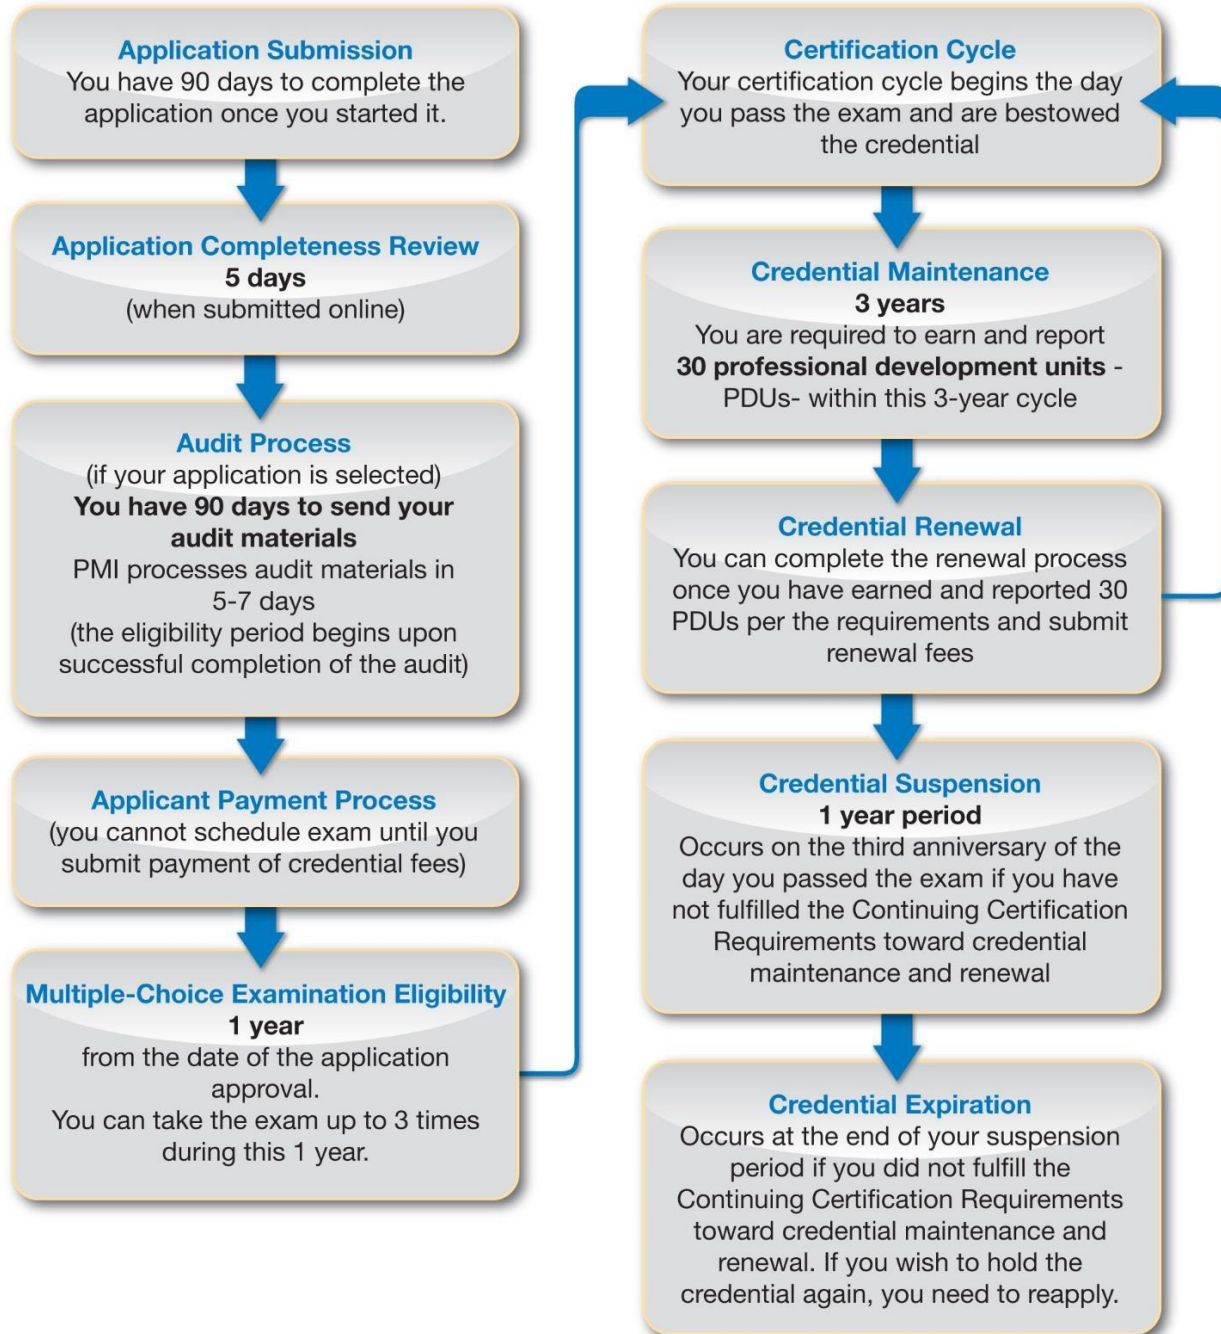 Application Submission
You have 90 days to complete the
application once you started it.
Application Completeness Review
5 days
(when submitted online)
Audit Process
(if your application is selected)
You have 90 days to send your
audit materials
PMI processes audit materials in
5-7 days
(the eligibility period begins upon
successful completion of the audit)
Applicant Payment Process
(you cannot schedule exam until you
submit payment of credential fees)
Multiple-Choice Examination Eligibility
1 year
from the date of the application
approval.
You can take the exam up to 3 times
during this 1 year.
Certification Cycle
Your certification cycle begins the day
you pass the exam and are bestowed
the credential
Credential Maintenance
3 years
You are required to earn and report
30 professional development units -
PDUs- within this 3-year cycle
Credential Renewal
You can complete the renewal process
once you have earned and reported 30
PDUs per the requirements and submit
renewal fees
Credential Suspension
1 year period
Occurs on the third anniversary of the
day you passed the exam if you have
not fulfilled the Continuing Certification
Requirements toward credential
maintenance and renewal
Credential Expiration
Occurs at the end of your suspension
period if you did not fulfill the
Continuing Certification Requirements
toward credential maintenance and
renewal. If you wish to hold the
credential again, you need to reapply.